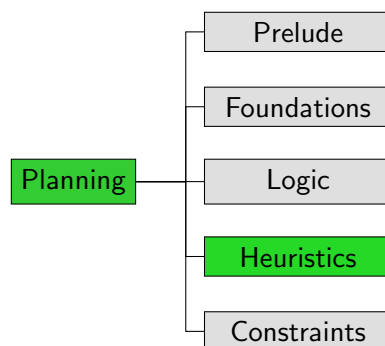 Prelude
Foundations
Planning
Logic
Heuristics
Constraints